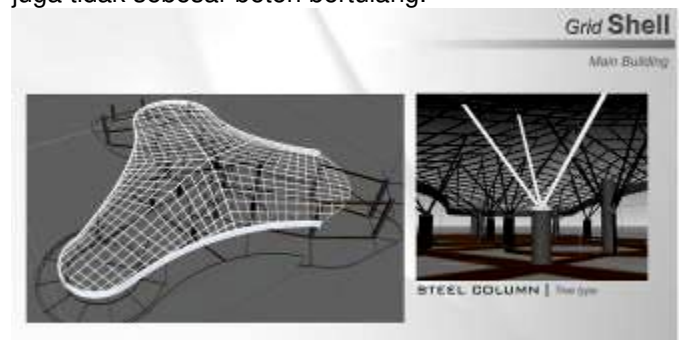 juga tidak sebesar beton bertulang.
Grid Shell
Main Building
STEEL COLUMN | Tree type